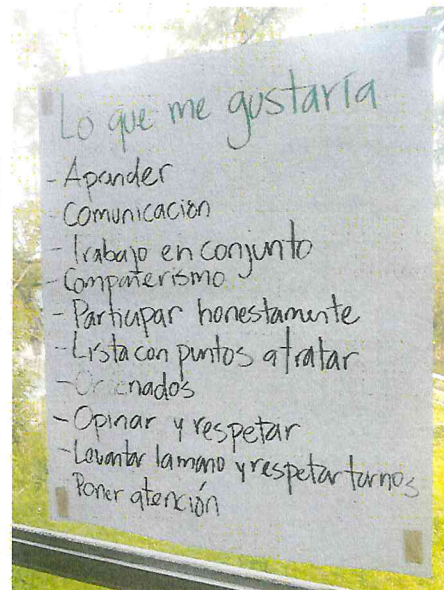 Lo que me gustaría
- Aprender
- Comunicación
- Trabajo en conjunto
- Compañerismo
- Participar honestamente
- Lista con puntos a tratar
- Ordenados
- Opinar y respetar
- Levantar la mano y respetar turnos
- Poner atención